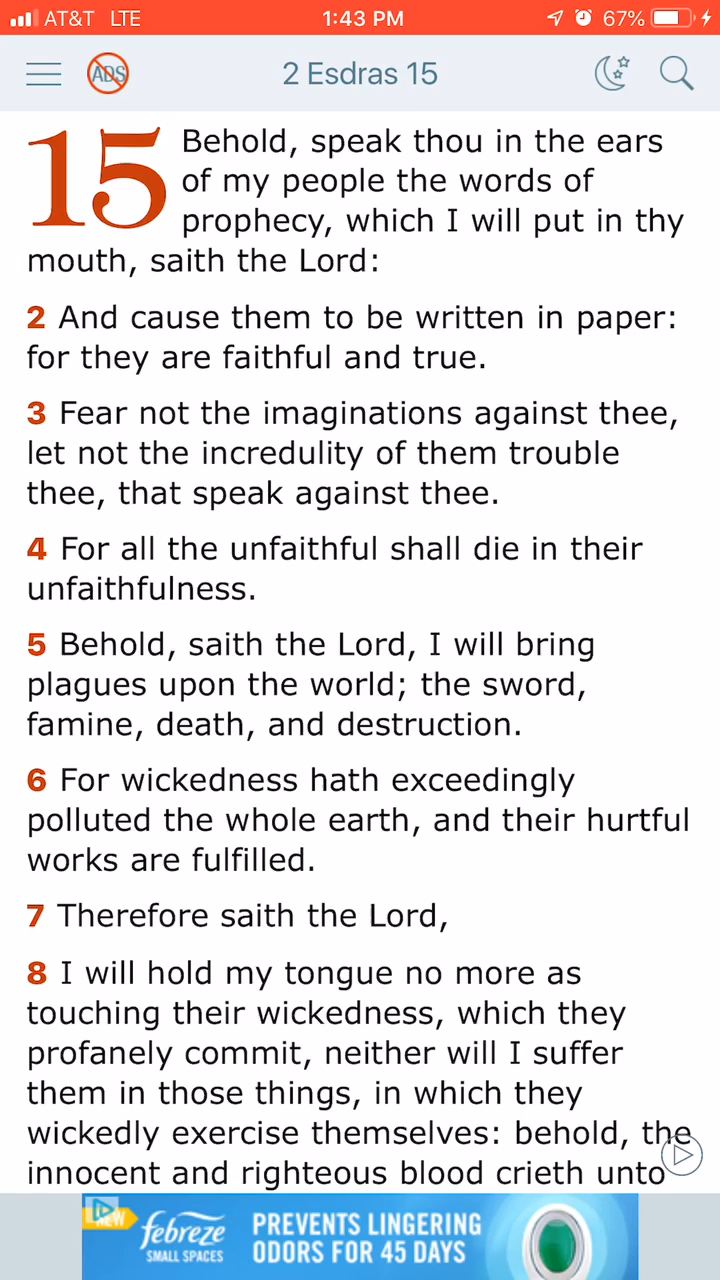 AT&T LTE 1:43 PM 67%
ADS 2 Esdras 15
15 Behold, speak thou in the ears
of my people the words of
prophecy, which I will put in thy
mouth, saith the Lord:
2 And cause them to be written in paper:
for they are faithful and true.
3 Fear not the imaginations against thee,
let not the incredulity of them trouble
thee, that speak against thee.
4 For all the unfaithful shall die in their
unfaithfulness.
5 Behold, saith the Lord, I will bring
plagues upon the world; the sword,
famine, death, and destruction.
6 For wickedness hath exceedingly
polluted the whole earth, and their hurtful
works are fulfilled.
7 Therefore saith the Lord,
8 I will hold my tongue no more as
touching their wickedness, which they
profanely commit, neither will I suffer
them in those things, in which they
wickedly exercise themselves: behold, the
innocent and righteous blood crieth unto
NEW
febreze
SMALL SPACES
PREVENTS LINGERING
ODORS FOR 45 DAYS